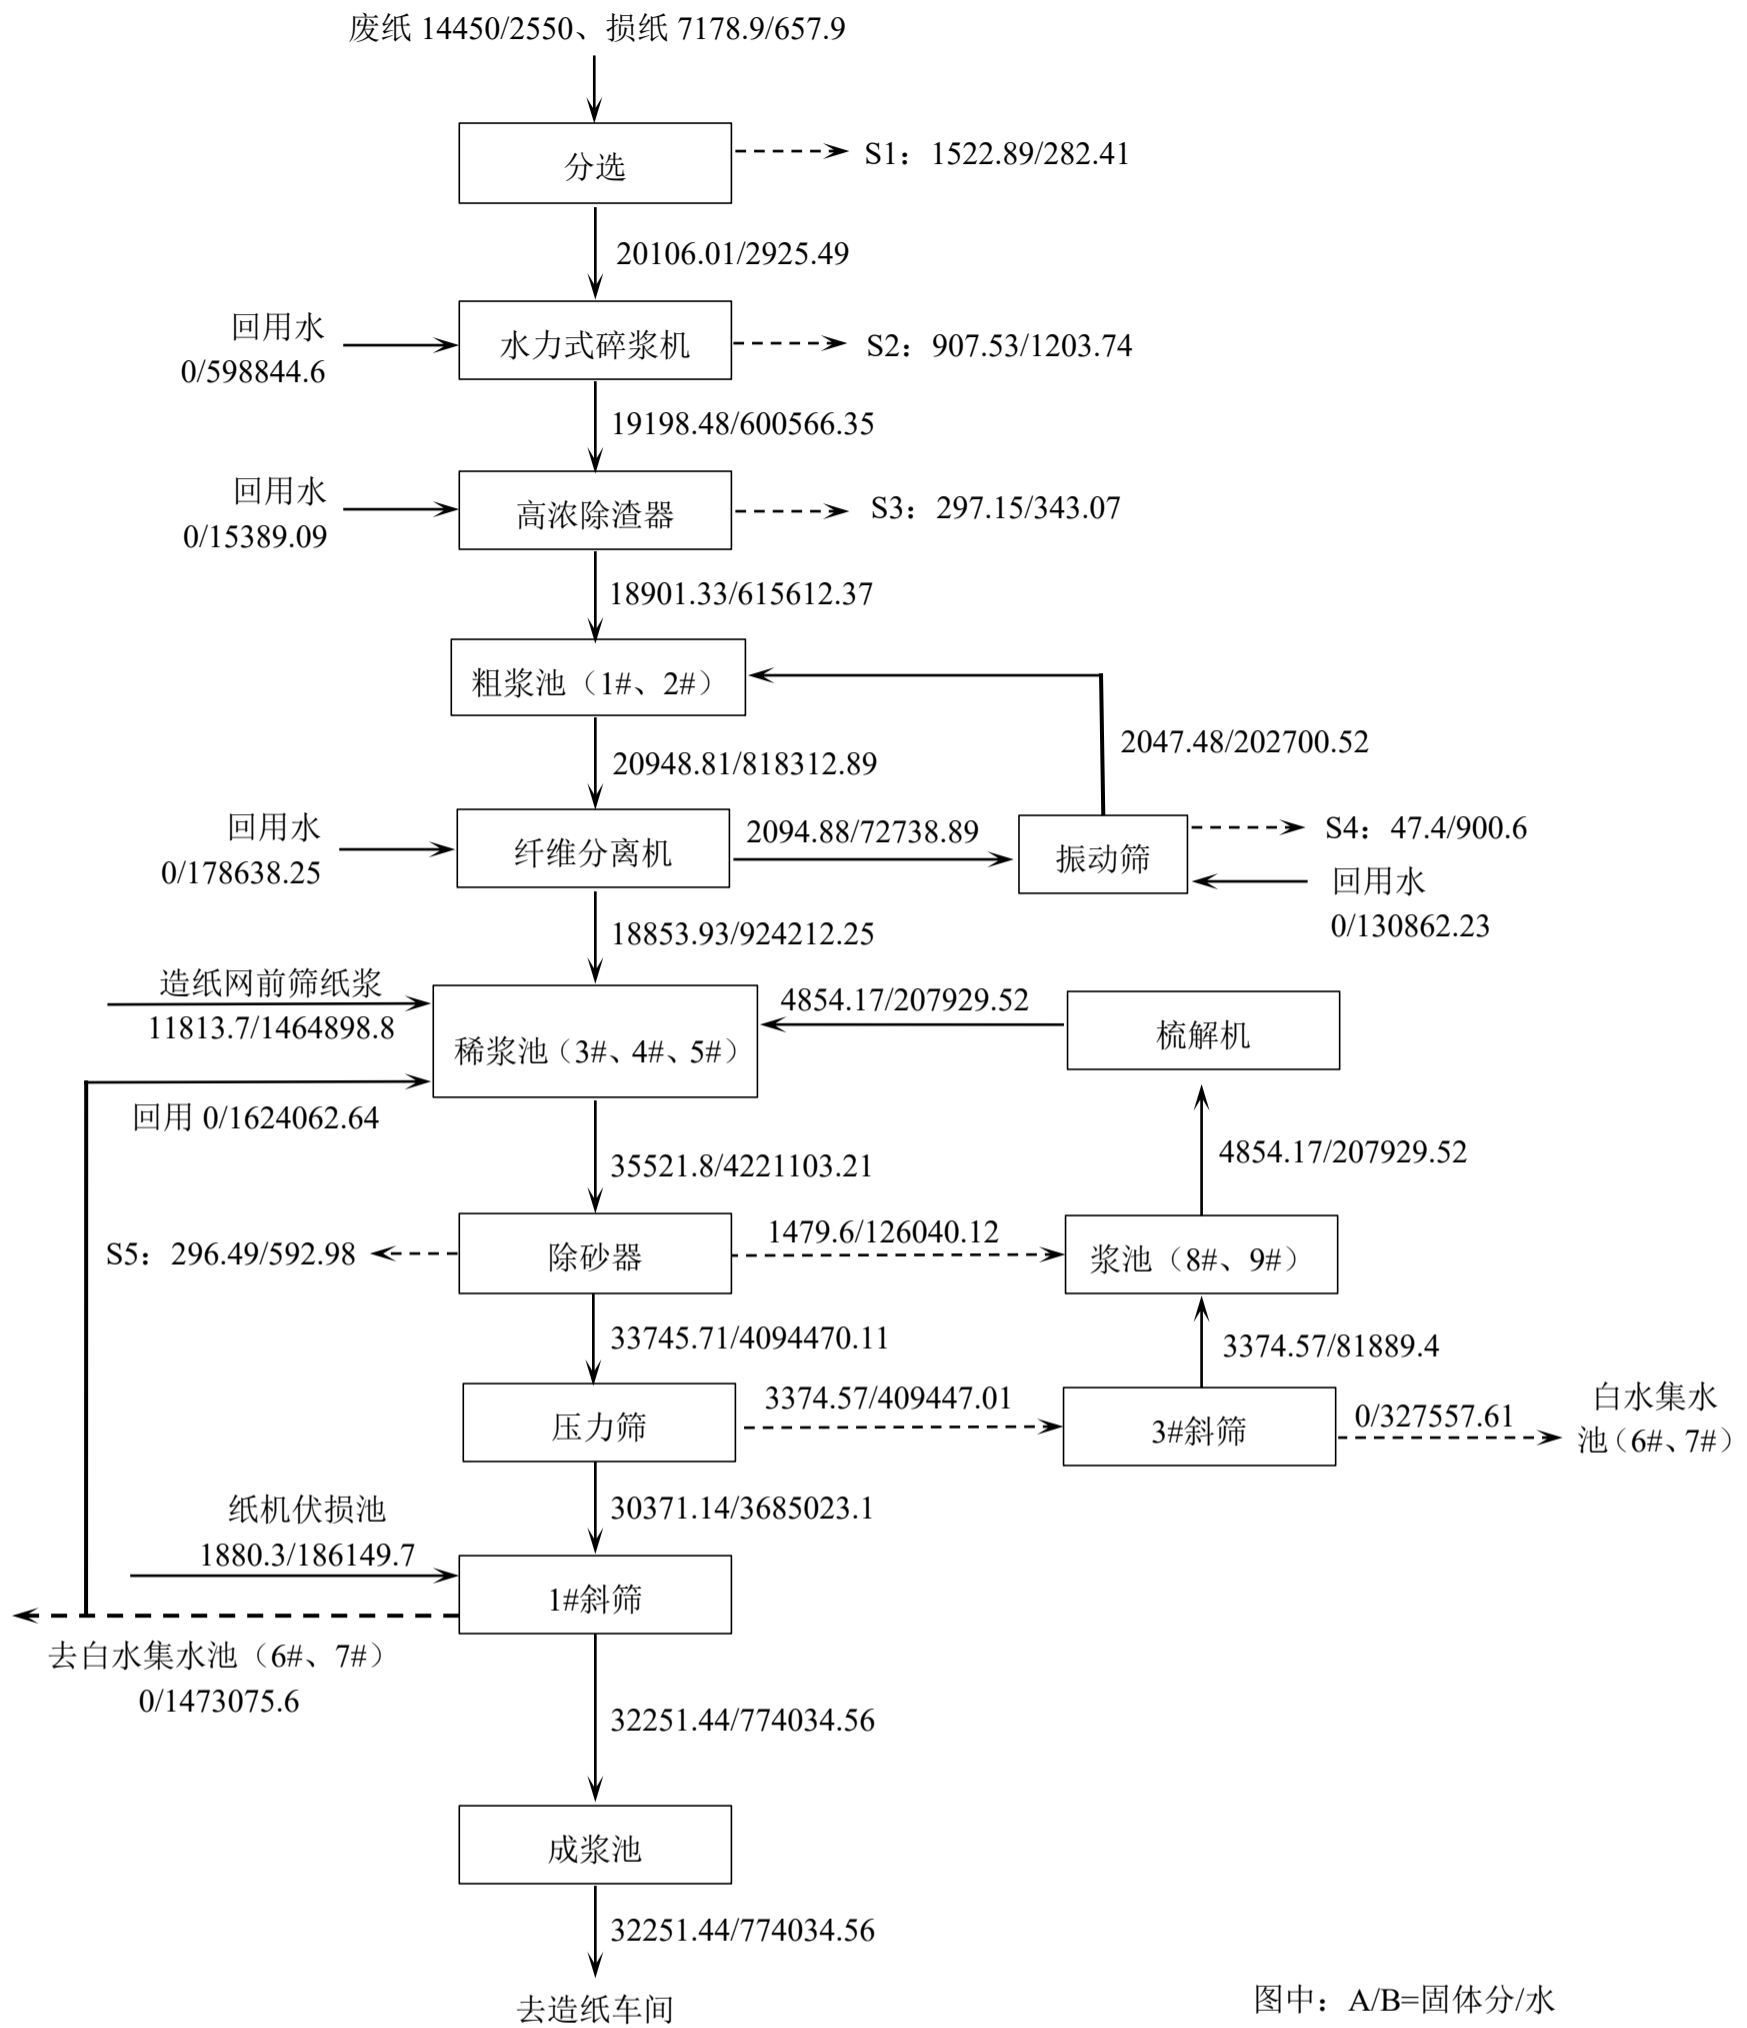 废纸 14450/2550、损纸 7178.9/657.9
分选
S1：1522.89/282.41
20106.01/2925.49
回用水
0/598844.6
水力式碎浆机
S2：907.53/1203.74
19198.48/600566.35
回用水
0/15389.09
高浓除渣器
S3：297.15/343.07
18901.33/615612.37
粗浆池（1#、2#）
2047.48/202700.52
20948.81/818312.89
回用水
0/178638.25
纤维分离机
2094.88/72738.89
振动筛
S4：47.4/900.6
回用水
0/130862.23
18853.93/924212.25
造纸网前筛纸浆
11813.7/1464898.8
稀浆池（3#、4#、5#）
4854.17/207929.52
梳解机
回用 0/1624062.64
35521.8/4221103.21
4854.17/207929.52
S5：296.49/592.98
除砂器
1479.6/126040.12
浆池（8#、9#）
33745.71/4094470.11
3374.57/81889.4
压力筛
3374.57/409447.01
3#斜筛
0/327557.61
白水集水
池（6#、7#）
30371.14/3685023.1
纸机伏损池
1880.3/186149.7
1#斜筛
去白水集水池（6#、7#）
0/1473075.6
32251.44/774034.56
成浆池
32251.44/774034.56
去造纸车间
图中：A/B=固体分/水